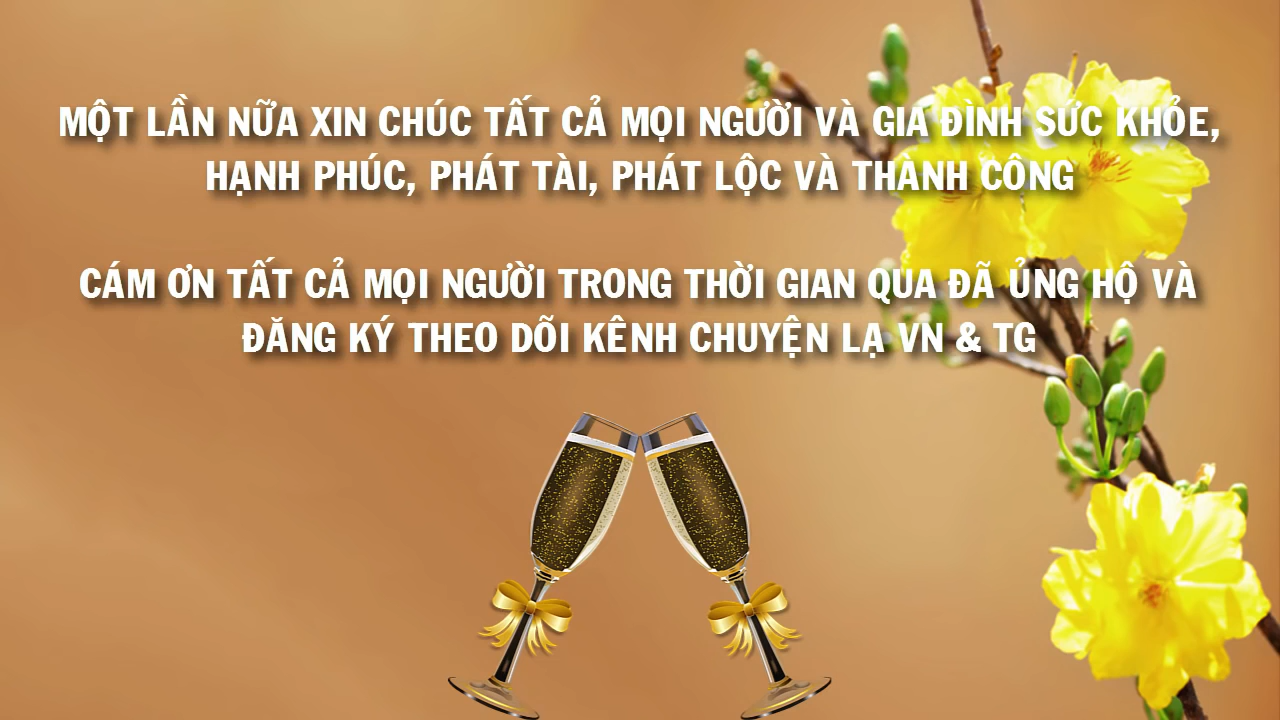 MỘT LẦN NỮA XIN CHÚC TẤT CẢ MỌI NGƯỜI VÀ GIA ĐÌNH SỨC KHỎE,
HẠNH PHÚC, PHÁT TÀI, PHÁT LỘC VÀ THÀNH CÔNG
CÁM ƠN TẤT CẢ MỌI NGƯỜI TRONG THỜI GIAN QUA ĐÃ ỦNG HỘ VÀ
ĐĂNG KÝ THEO DÕI KÊNH CHUYỆN LẠ VN & TG